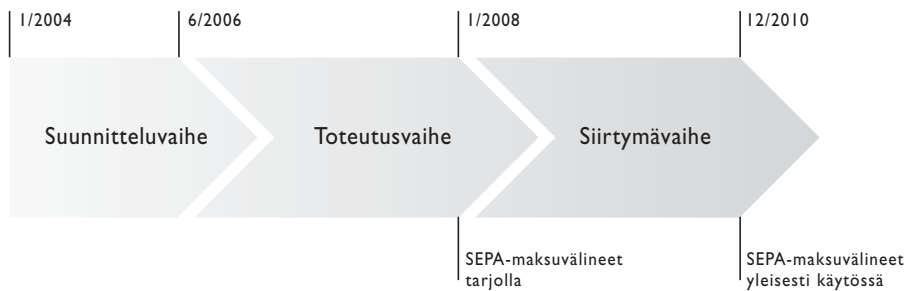 1/2004
6/2006
1/2008
12/2010
Suunnitteluvaihe
Toteutusvaihe
Siirtymävaihe
SEPA-maksuvälineet
tarjolla
SEPA-maksuvälineet
yleisesti käytössä